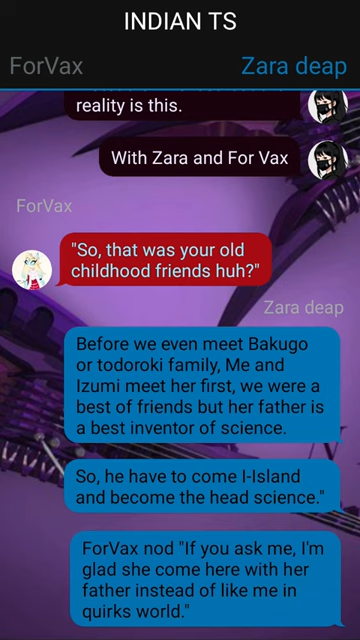 INDIAN TS
ForVax Zara deap
reality is this.
With Zara and For Vax
ForVax
"So, that was your old
childhood friends huh?"
Zara deap
Before we even meet Bakugo
or todoroki family, Me and
Izumi meet her first, we were a
best of friends but her father is
a best inventor of science.
So, he have to come I-Island
and become the head science."
ForVax nod "If you ask me, I'm
glad she come here with her
father instead of like me in
quirks world."